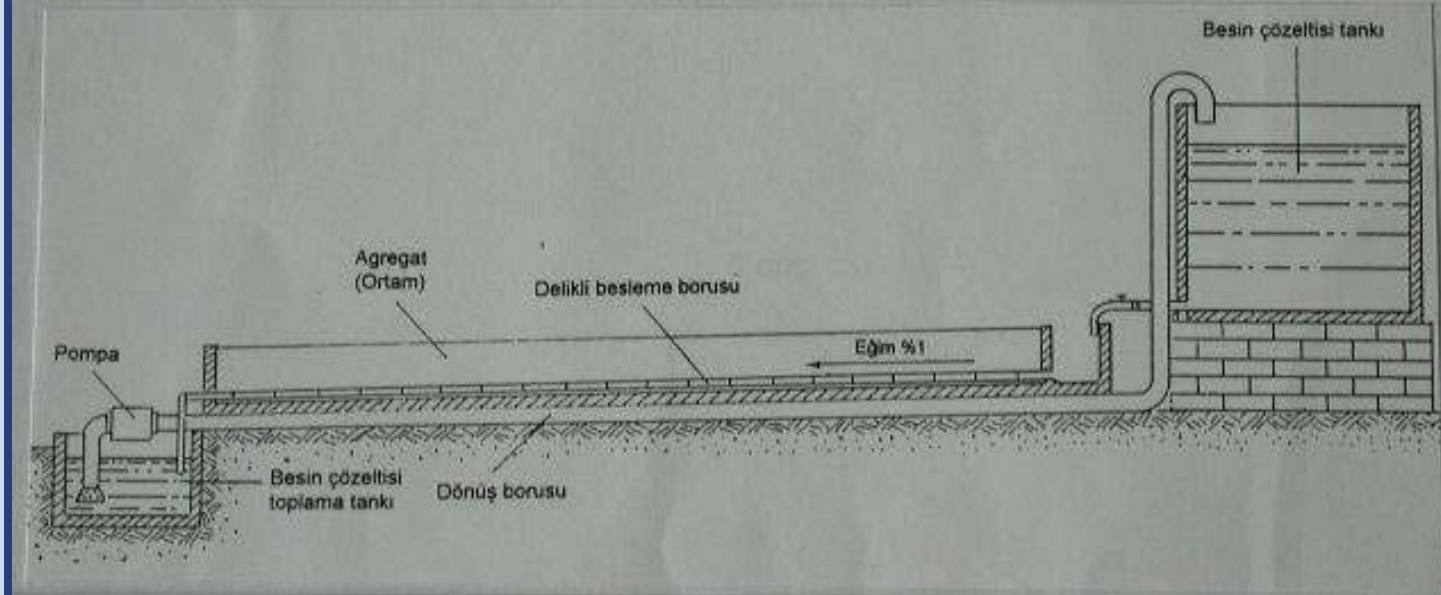 Besin çözeltisi tankı
Agregat
(Ortam)
Delikli besleme borusu
Eğim %1
Pompa
Besin çözeltisi
toplama tankı
Dönüş borusu